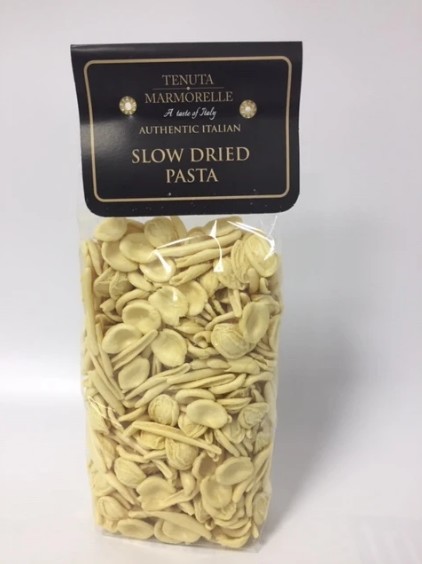 TENUTA
MARMORELLE
A taste of Italy
AUTHENTIC ITALIAN
SLOW DRIED
PASTA